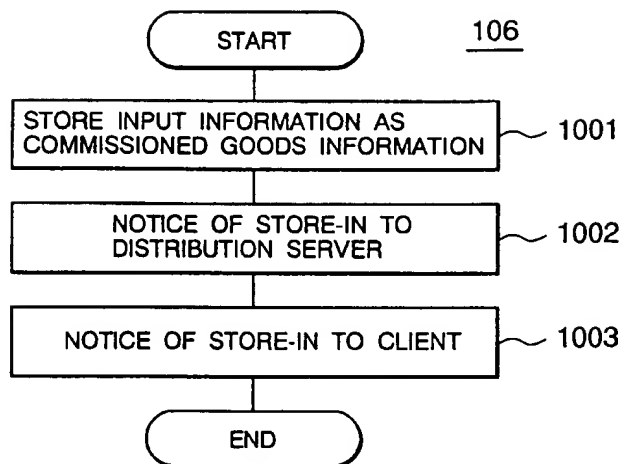 START
106
STORE INPUT INFORMATION AS
COMMISSIONED GOODS INFORMATION
1001
NOTICE OF STORE-IN TO
DISTRIBUTION SERVER
1002
NOTICE OF STORE-IN TO CLIENT
1003
END